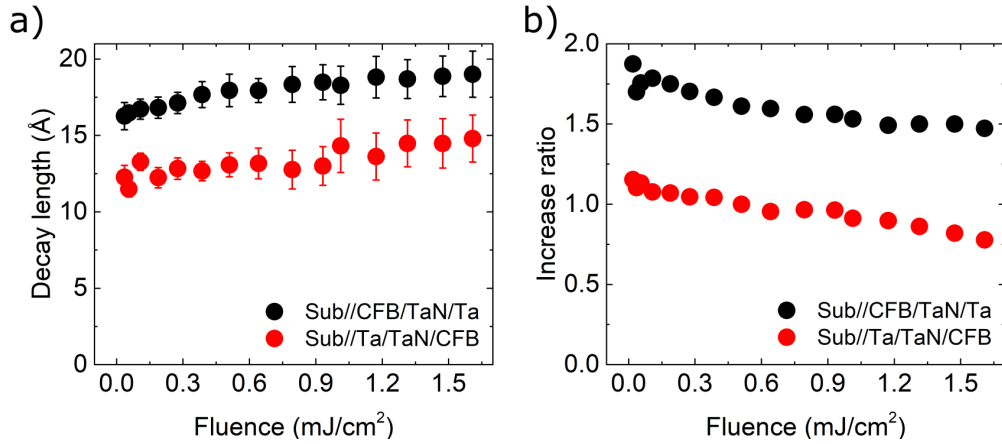 a)
20
15
10
5
0
Decay length (Å)
0.0 0.3 0.6 0.9 1.2 1.5
Fluence (mJ/cm²)
Sub//CFB/TaN/Ta
Sub//Ta/TaN/CFB
b)
2.0
1.5
1.0
0.5
0.0
Increase ratio
0.0 0.3 0.6 0.9 1.2 1.5
Fluence (mJ/cm²)
Sub//CFB/TaN/Ta
Sub//Ta/TaN/CFB